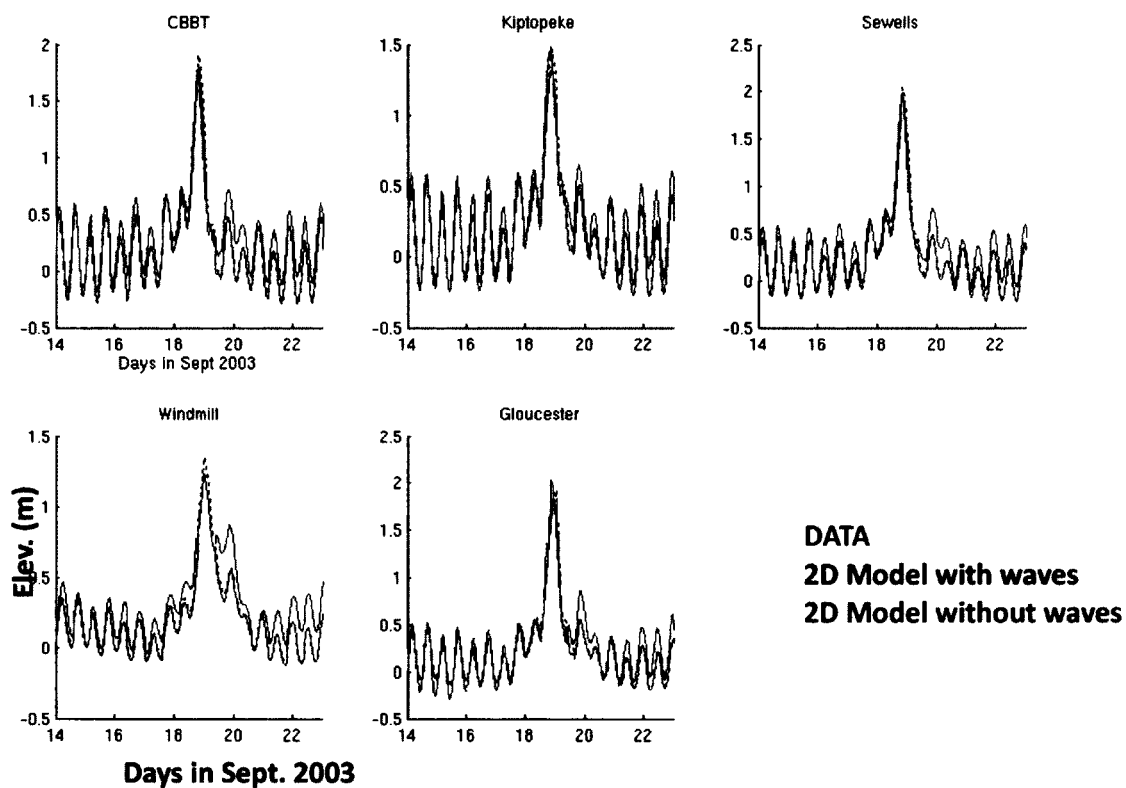 CBBT
2
1.5
1
0.5
0
-0.5
14 16 18 20 22
Days in Sept 2003
Kiptopeke
1.5
1
0.5
0
-0.5
14 16 18 20 22
Sewells
2.5
2
1.5
1
0.5
0
-0.5
14 16 18 20 22
Windmill
1.5
1
0.5
0
-0.5
14 16 18 20 22
Elev. (m)
Days in Sept. 2003
Gloucester
2.5
2
1.5
1
0.5
0
-0.5
14 16 18 20 22
DATA
2D Model with waves
2D Model without waves